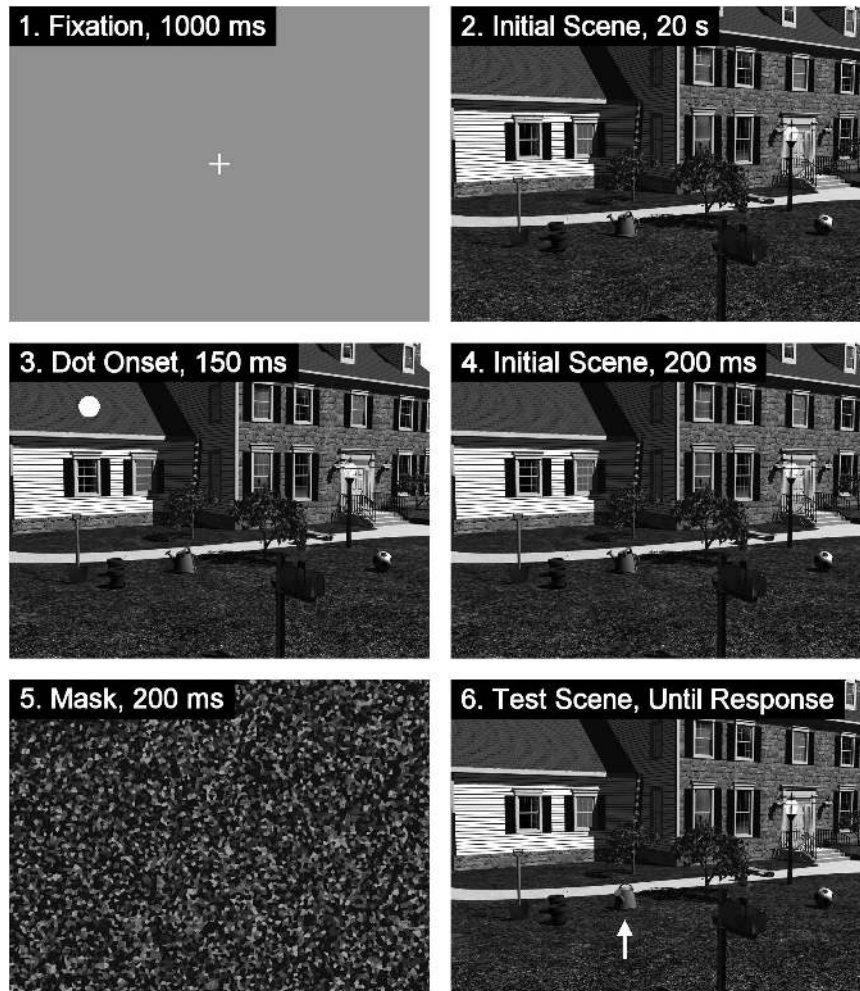 1. Fixation, 1000 ms
2. Initial Scene, 20 s
3. Dot Onset, 150 ms
4. Initial Scene, 200 ms
5. Mask, 200 ms
6. Test Scene, Until Response